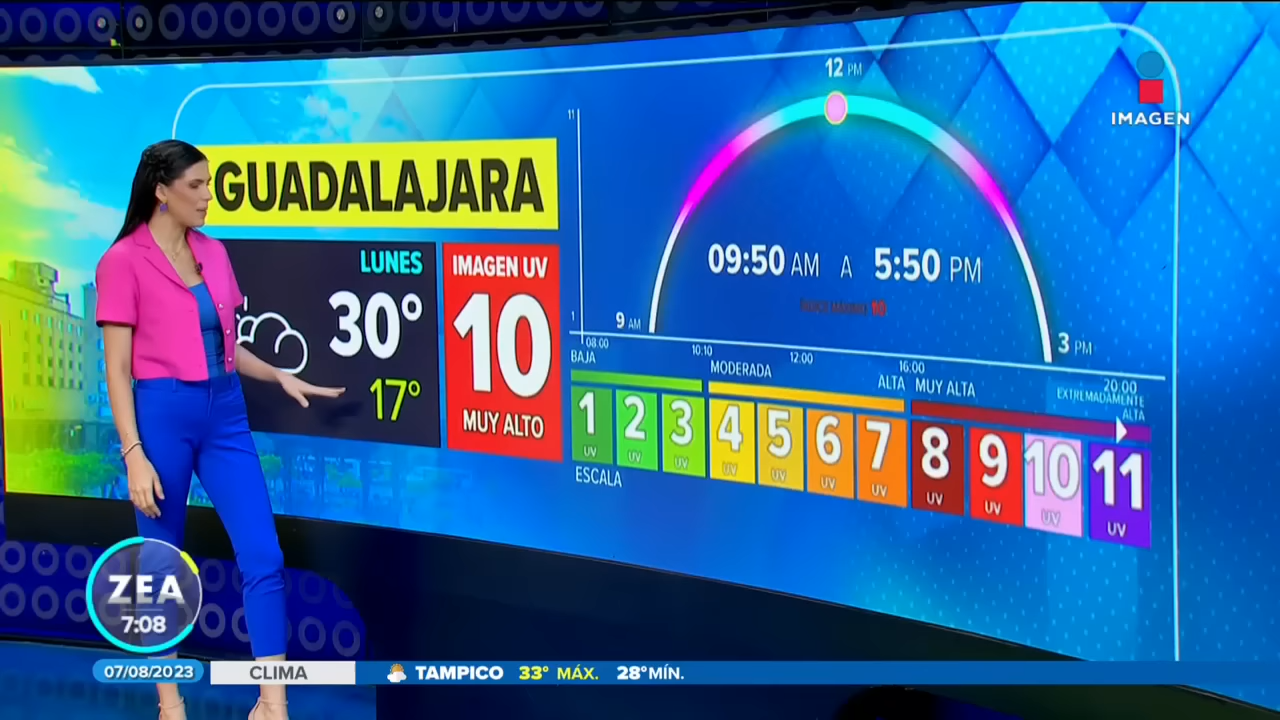 12 PM
IMAGEN
11
GUADALAJARA
LUNES
30°
17°
IMAGEN UV
10
MUY ALTO
09:50 AM A 5:50 PM
1
9 AM
3 PM
08:00
10:10
12:00
16:00
20:00
BAJA
MODERADA
ALTA
MUY ALTA
EXTREMADAMENTE
ALTA
1 2 3 4 5 6 7 8 9 10 11
UV UV UV UV UV UV UV UV UV UV UV
ESCALA
ZEA
7:08
07/08/2023
CLIMA
TAMPICO 33° MÁX. 28° MÍN.